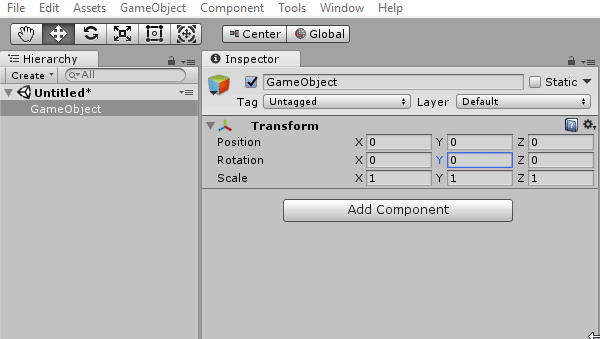 File Edit Assets GameObject Component Tools Window Help
Center Global
Hierarchy
Create All
Untitled*
GameObject
Inspector
GameObject Static
Tag Untagged Layer Default
Transform
Position X 0 Y 0 Z 0
Rotation X 0 Y 0 Z 0
Scale X 1 Y 1 Z 1
Add Component